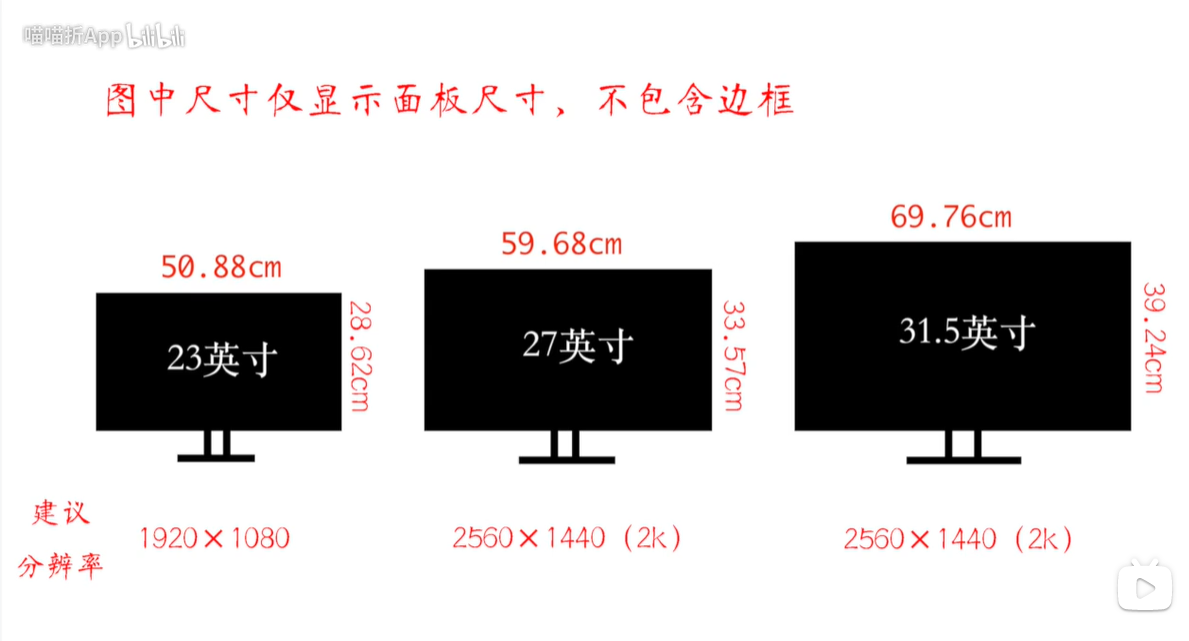 喵喵折App bilibili
图中尺寸仅显示面板尺寸，不包含边框
50.88cm
23英寸
28.62cm
59.68cm
27英寸
33.57cm
69.76cm
31.5英寸
39.24cm
建议
分辨率
1920×1080
2560×1440（2k）
2560×1440（2k）